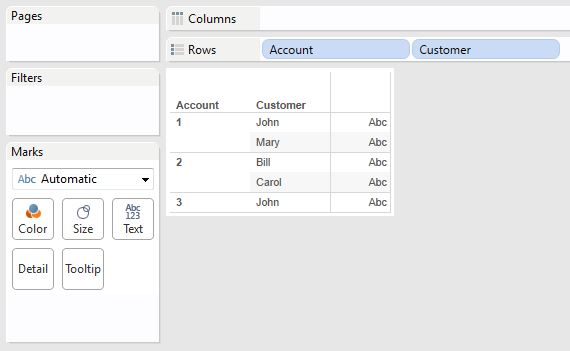 Pages
Columns
Rows Account Customer
Filters
Marks
Abc Automatic
Color Size Abc 123 Text
Detail Tooltip
Account Customer
1 John Abc
Mary Abc
2 Bill Abc
Carol Abc
3 John Abc